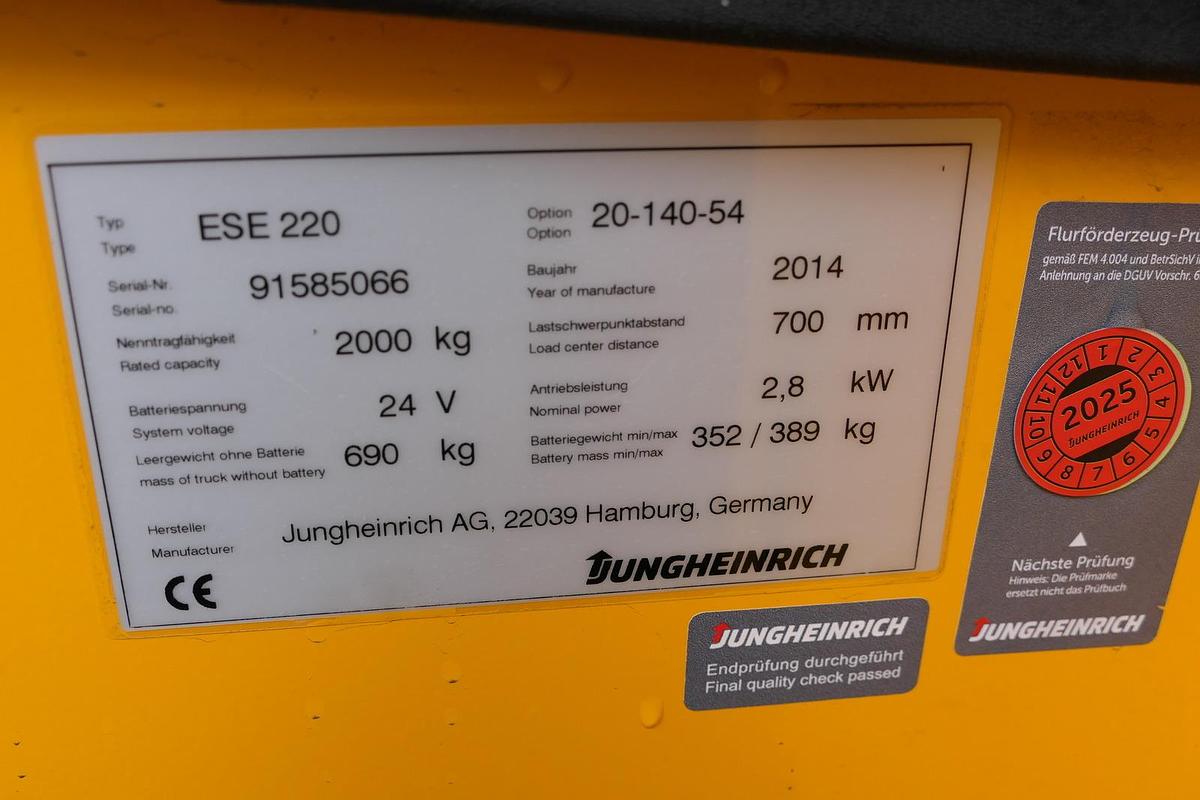 Typ
Type
ESE 220
Option
Option
20-140-54
Serial-Nr.
Serial-no.
91585066
Baujahr
Year of manufacture
2014
Nenntragfähigkeit
Rated capacity
2000 kg
Lastschwerpunktabstand
Load center distance
700 mm
Batteriespannung
System voltage
24 V
Antriebsleistung
Nominal power
2,8 kW
Leergewicht ohne Batterie
mass of truck without battery
690 kg
Batteriegewicht min/max
Battery mass min/max
352 / 389 kg
Hersteller
Manufacturer
Jungheinrich AG, 22039 Hamburg, Germany
CE
JUNGHEINRICH
JUNGHEINRICH
Endprüfung durchgeführt
Final quality check passed
Flurförderzeug-Prü
gemäß FEM 4.004 und BetrSichV
Anlehnung an die DGUV Vorschr. 6
12 1 2 3 4 5 6 7 8 9 10 11
2025
JUNGHEINRICH
Nächste Prüfung
Hinweis: Die Prüfmarke
ersetzt nicht das Prüfbuch
JUNGHEINRICH